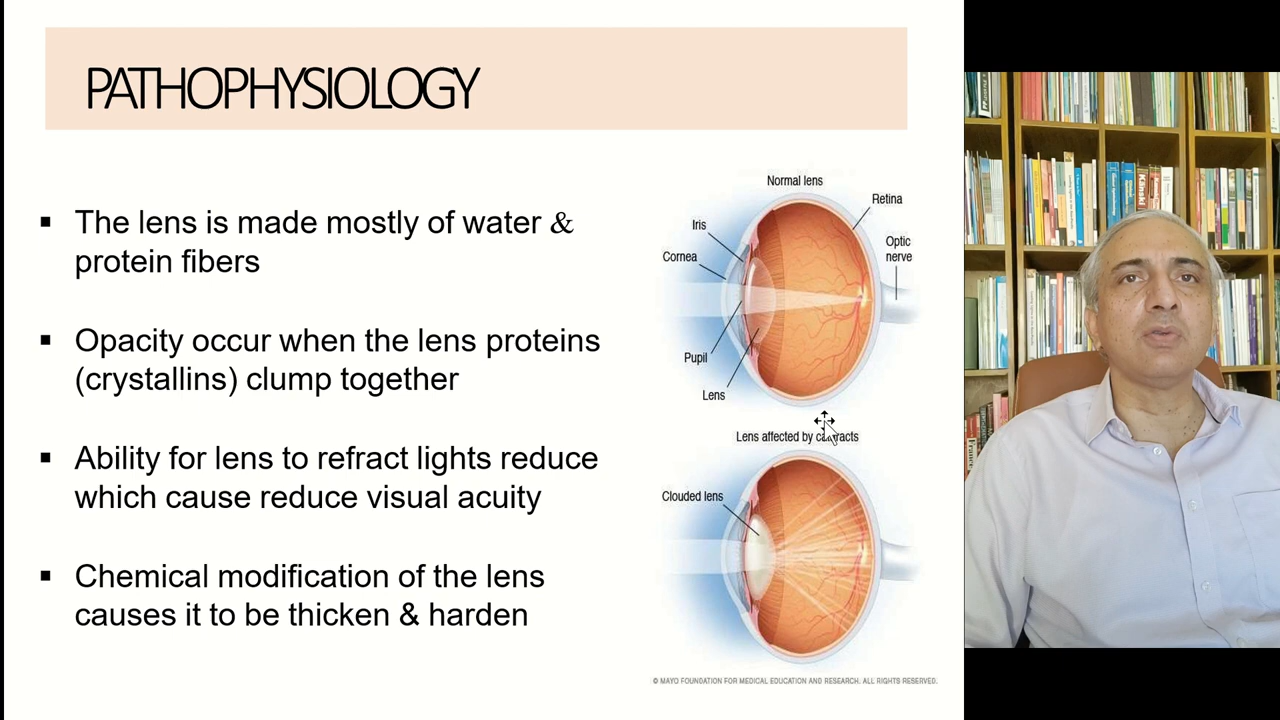 PATHOPHYSIOLOGY
▪ The lens is made mostly of water &
protein fibers
▪ Opacity occur when the lens proteins
(crystallins) clump together
▪ Ability for lens to refract lights reduce
which cause reduce visual acuity
▪ Chemical modification of the lens
causes it to be thicken & harden
Normal lens
Retina
Iris
Optic
nerve
Cornea
Pupil
Lens
Lens affected by cataracts
Clouded lens
© MAYO FOUNDATION FOR MEDICAL EDUCATION AND RESEARCH. ALL RIGHTS RESERVED.
Kanski